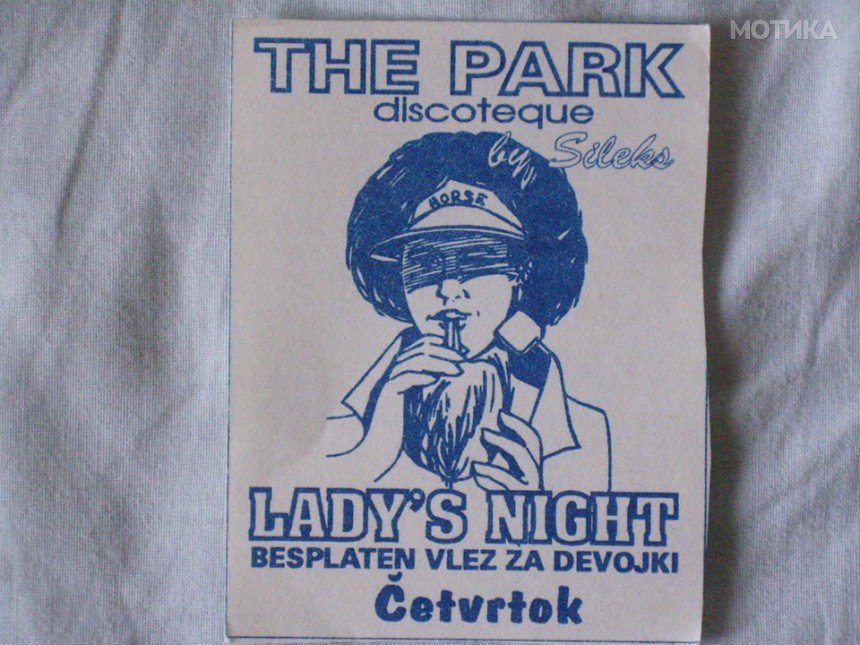 МОТИКА
THE PARK
discoteque
by Sileks
HORSE
LADY'S NIGHT
BESPLATEN VLEZ ZA DEVOJKI
Četvrtok